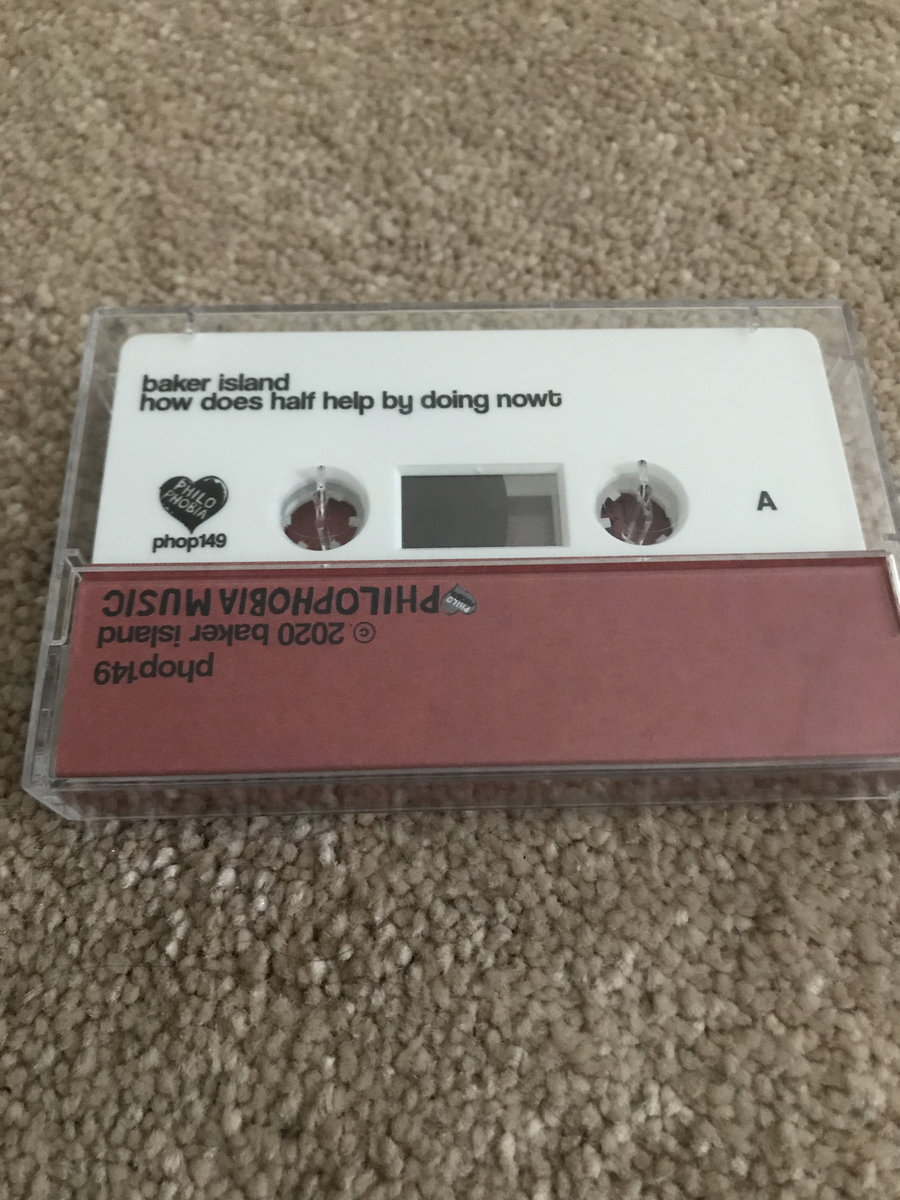 baker island
how does half help by doing nowt
PHILO
PHOBIA
phop149
A
phop149
© 2020 baker island
PHILO
PHILOPHOBIA MUSIC